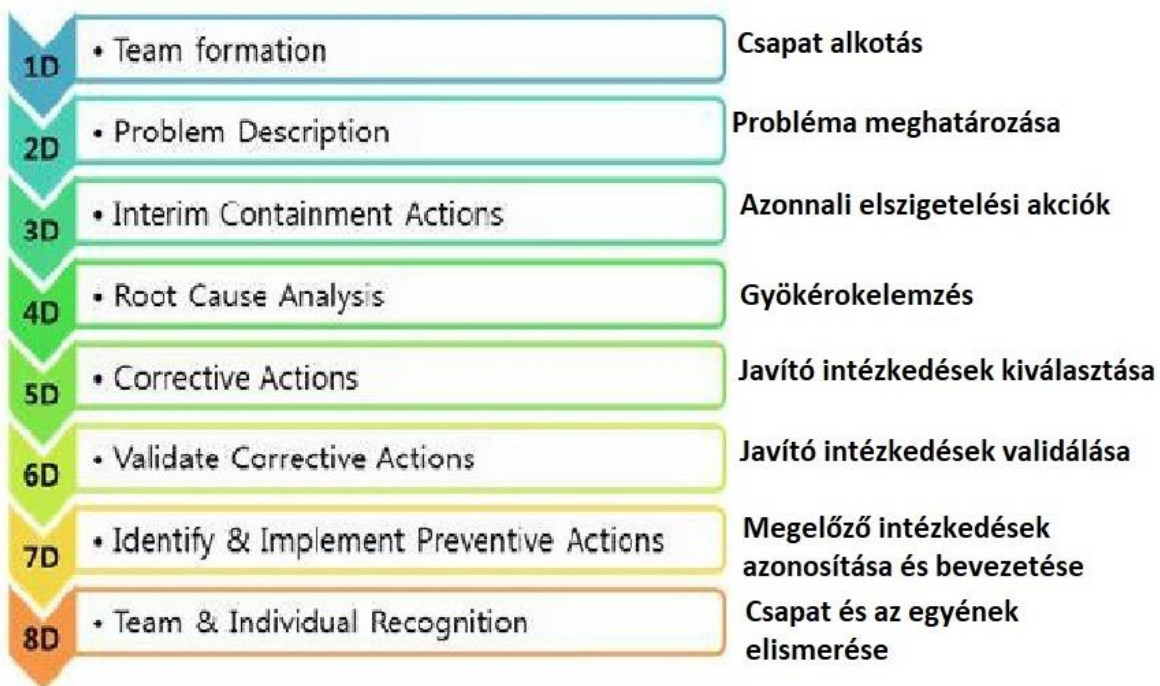 1D
• Team formation
Csapat alkotás
2D
• Problem Description
Probléma meghatározása
3D
• Interim Containment Actions
Azonnali elszigetelési akciók
4D
• Root Cause Analysis
Gyökérokelemzés
5D
• Corrective Actions
Javító intézkedések kiválasztása
6D
• Validate Corrective Actions
Javító intézkedések validálása
7D
• Identify & Implement Preventive Actions
Megelőző intézkedések
azonosítása és bevezetése
8D
• Team & Individual Recognition
Csapat és az egyének
elismerése